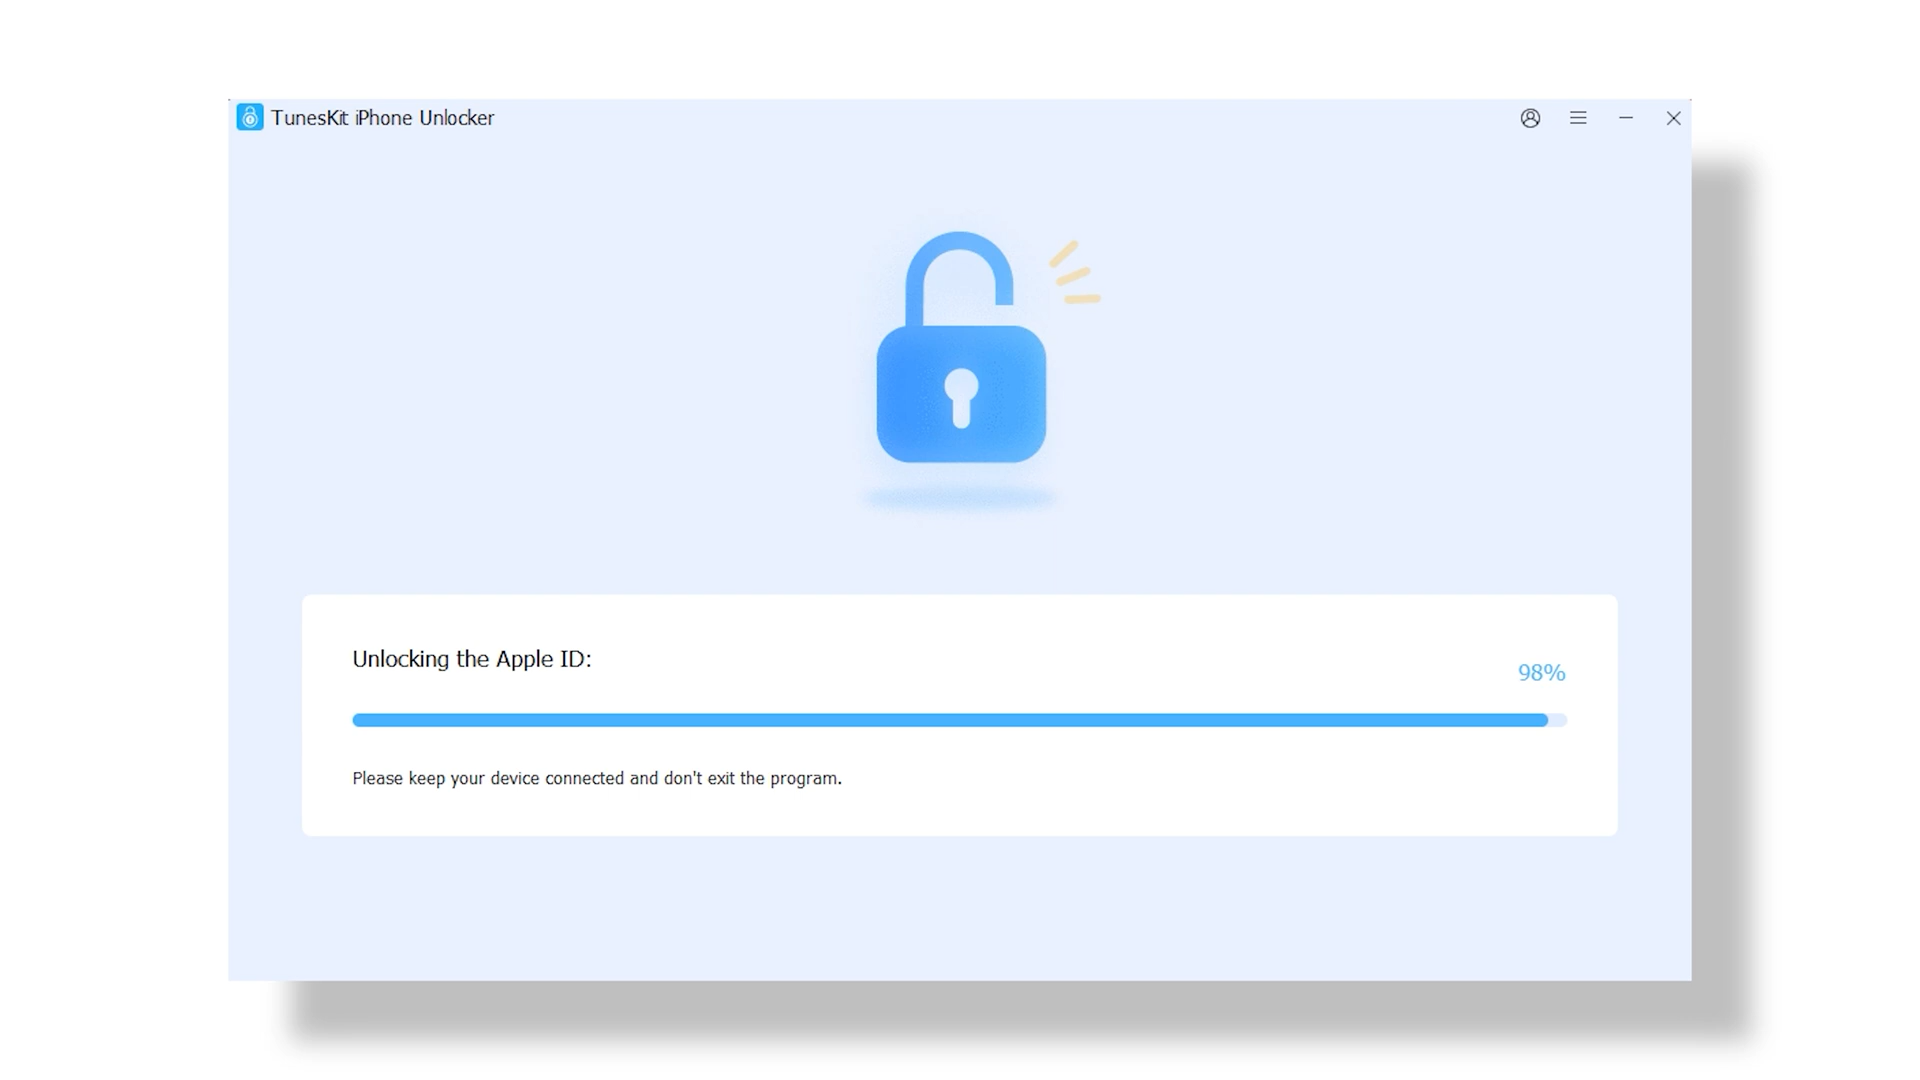 TunesKit iPhone Unlocker
Unlocking the Apple ID:
98%
Please keep your device connected and don't exit the program.